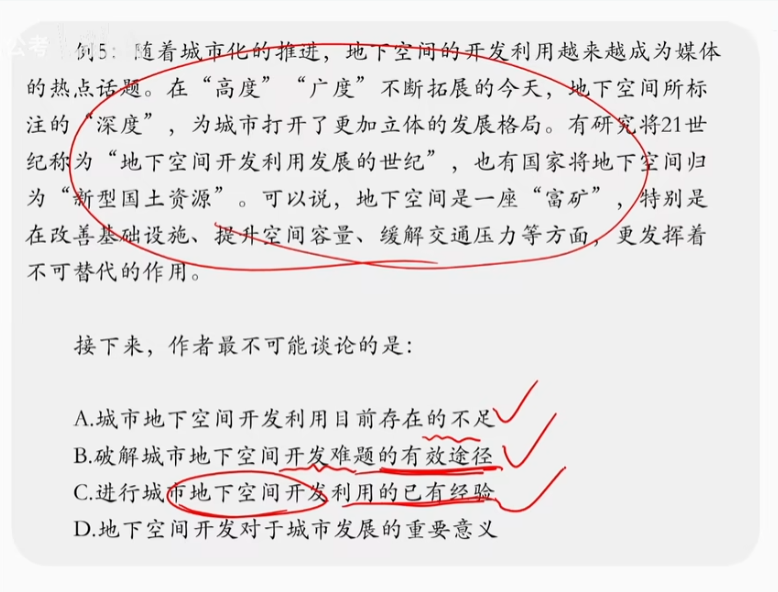 公考
例5：随着城市化的推进，地下空间的开发利用越来越成为媒体
的热点话题。在“高度”“广度”不断拓展的今天，地下空间所标
注的“深度”，为城市打开了更加立体的发展格局。有研究将21世
纪称为“地下空间开发利用发展的世纪”，也有国家将地下空间归
为“新型国土资源”。可以说，地下空间是一座“富矿”，特别是
在改善基础设施、提升空间容量、缓解交通压力等方面，更发挥着
不可替代的作用。
接下来，作者最不可能谈论的是：
A.城市地下空间开发利用目前存在的不足
B.破解城市地下空间开发难题的有效途径
C.进行城市地下空间开发利用的已有经验
D.地下空间开发对于城市发展的重要意义